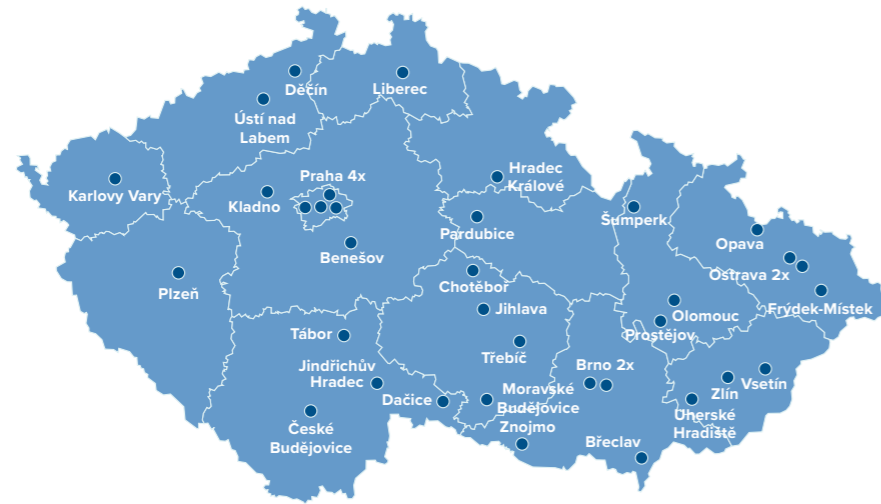 Děčín
Liberec
Ústí nad
Labem
Karlovy Vary
Praha 4x
Kladno
Hradec
Králové
Pardubice
Šumperk
Benešov
Opava
Ostrava 2x
Chotěbor
Plzeň
Frýdek-Místek
Jihlava
Olomouc
Prostějov
Tábor
Třebíč
Jindřichův
Hradec
Brno 2x
Dačice
Moravské
Budějovice
Vsetín
Zlín
Uherské
Hradiště
České
Budějovice
Znojmo
Břeclav